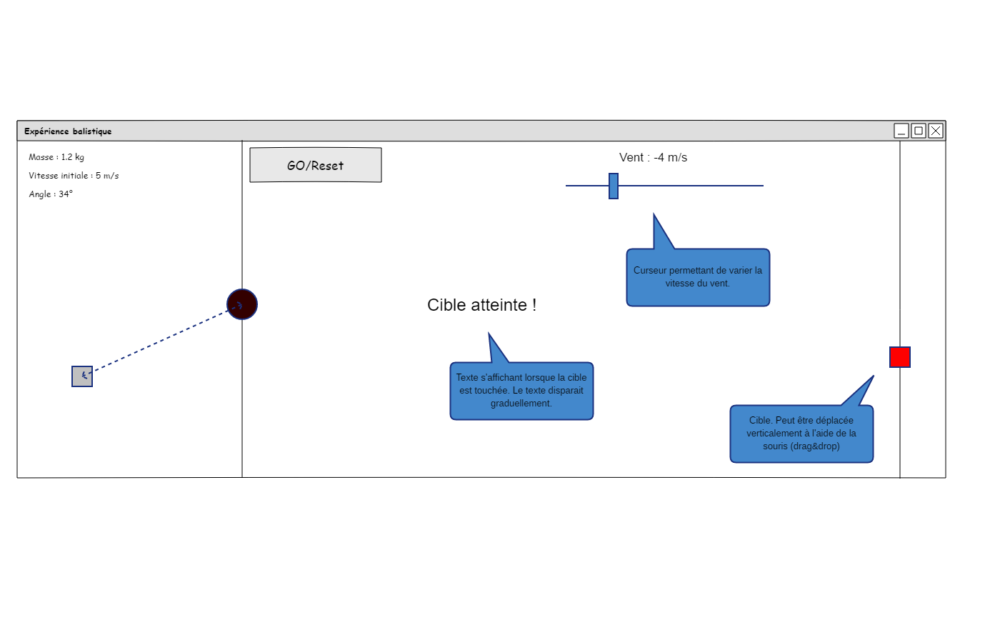 Expérience balistique
Masse : 1.2 kg
Vitesse initiale : 5 m/s
Angle : 34°
GO/Reset
Vent : -4 m/s
Curseur permettant de varier la
vitesse du vent.
Cible atteinte !
Texte s'affichant lorsque la cible
est touchée. Le texte disparait
graduellement.
Cible. Peut être déplacée
verticalement à l'aide de la
souris (drag&drop)